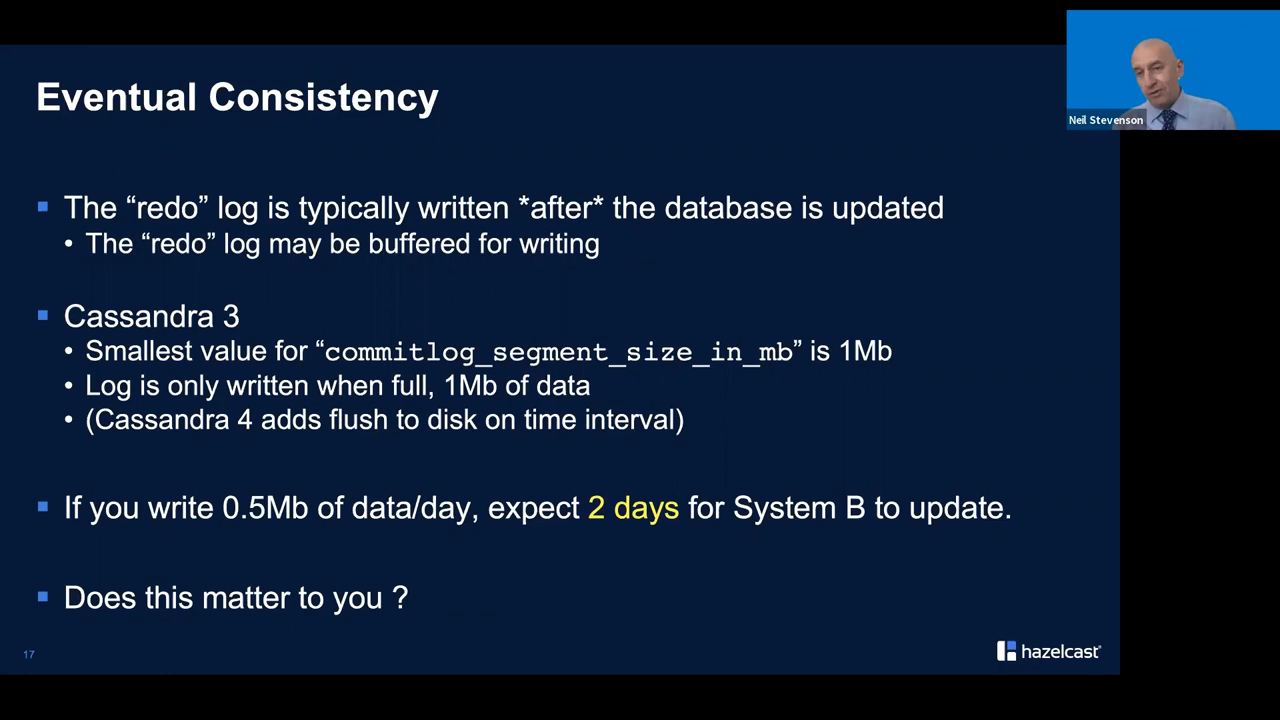 Eventual Consistency
Neil Stevenson
▪ The “redo” log is typically written *after* the database is updated
• The “redo” log may be buffered for writing
▪ Cassandra 3
• Smallest value for “commitlog_segment_size_in_mb” is 1Mb
• Log is only written when full, 1Mb of data
• (Cassandra 4 adds flush to disk on time interval)
▪ If you write 0.5Mb of data/day, expect 2 days for System B to update.
▪ Does this matter to you ?
17
hazelcast